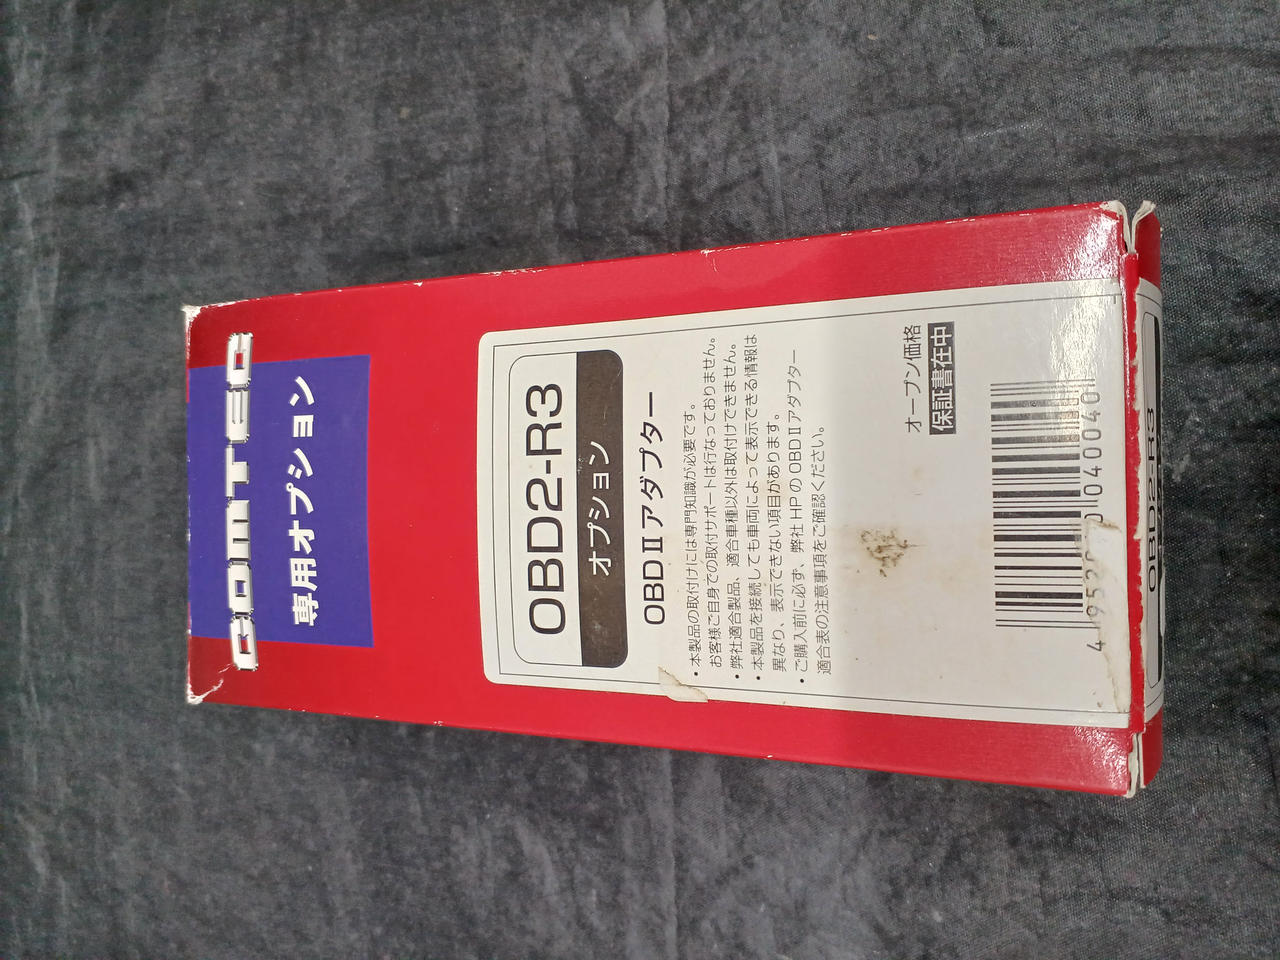 COMTEC
専用オプション
OBD2-R3
オプション
OBDⅡアダプター
・本製品の取付けには専門知識が必要です。
お客様ご自身での取付サポートは行なっておりません。
・弊社適合製品、適合車種以外は取付けできません。
・本製品を接続しても車両によって表示できる情報は
異なり、表示できない項目があります。
・ご購入前に必ず、弊社HPのOBDⅡアダプター
適合表の注意事項をご確認ください。
オープン価格
保証書在中
OBD2-R3